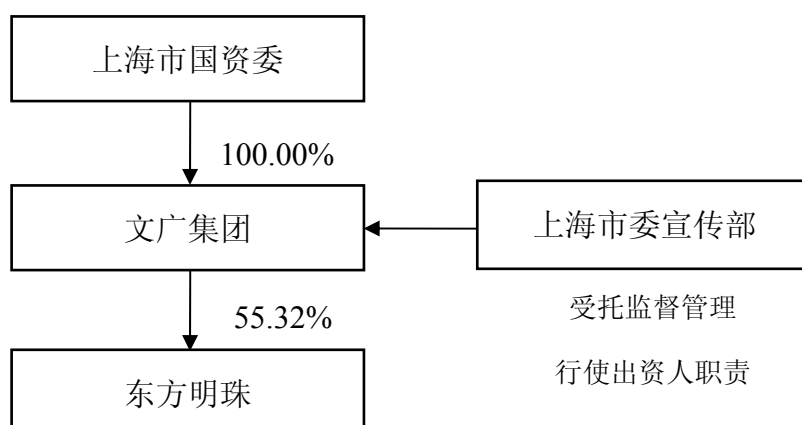 上海市国资委
100.00%
文广集团
上海市委宣传部
受托监督管理
行使出资人职责
55.32%
东方明珠